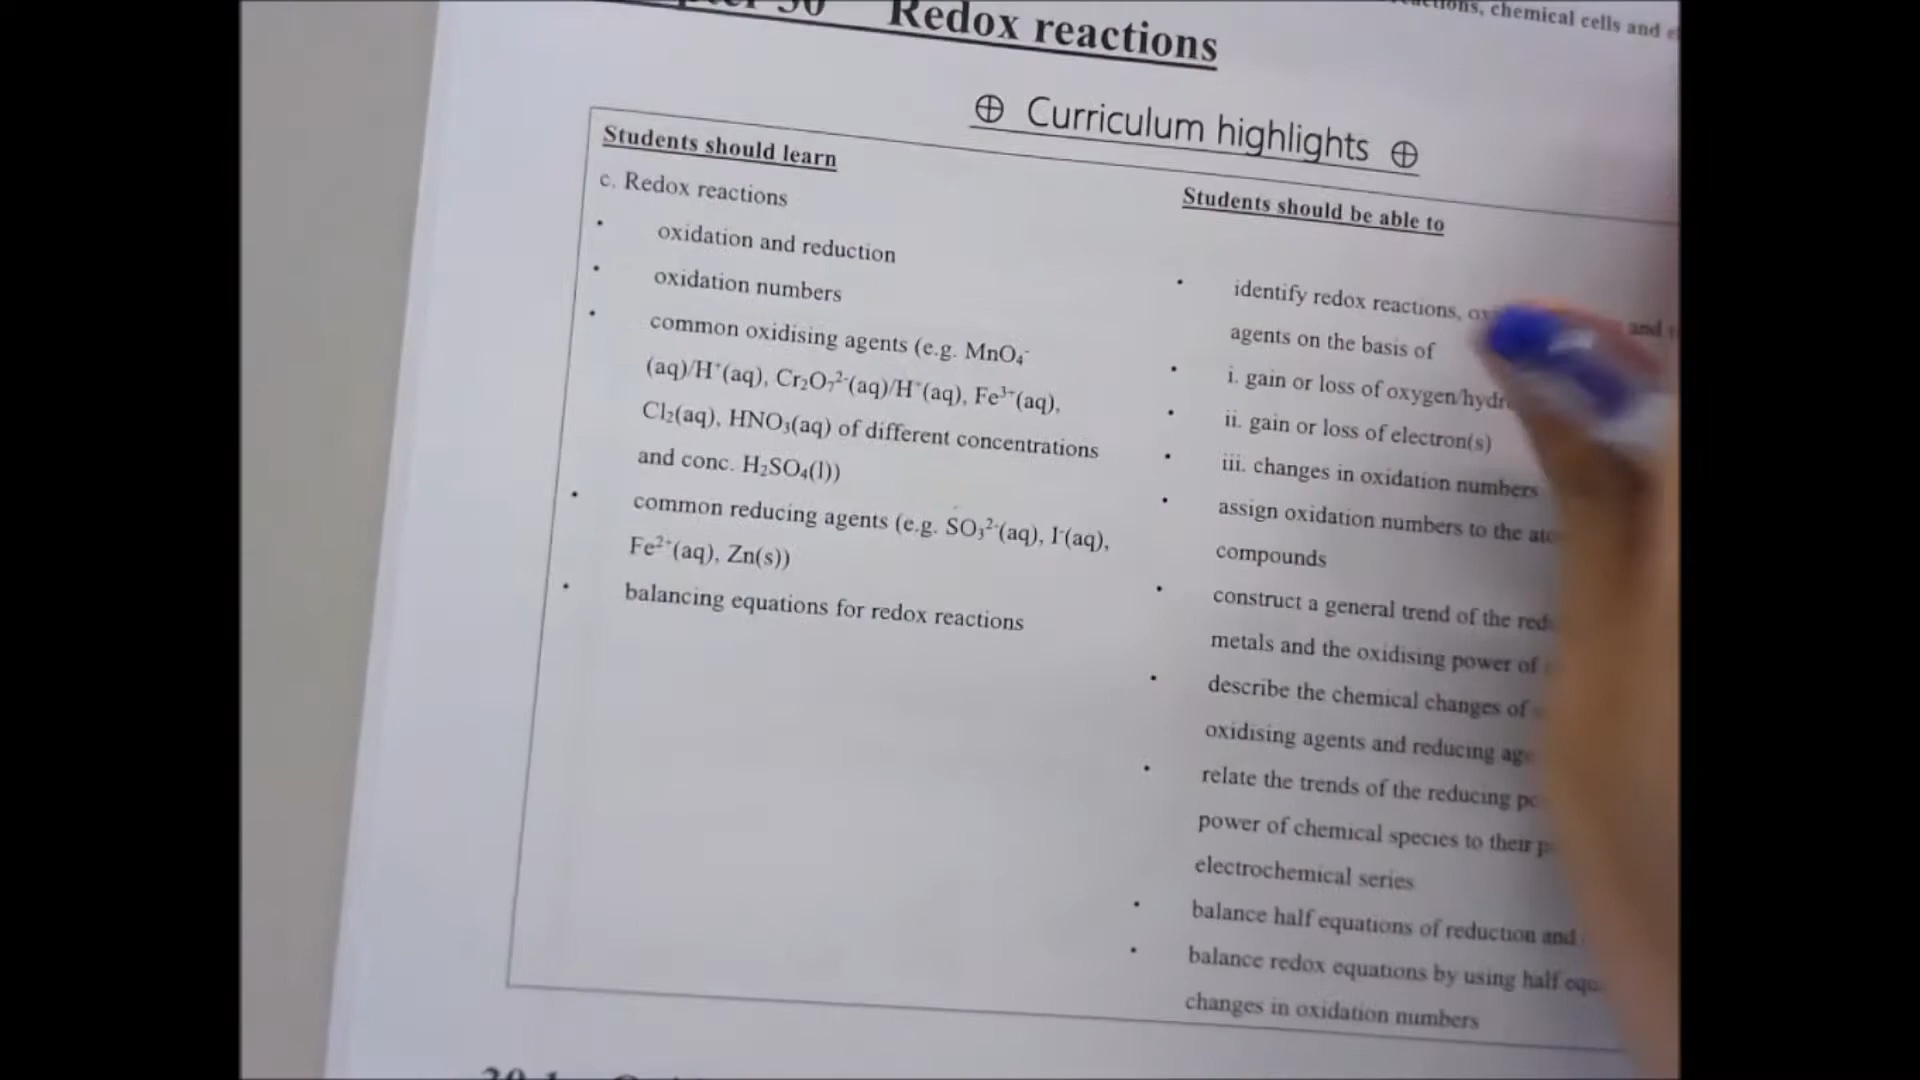 Redox reactions
chemical cells and
⊕ Curriculum highlights ⊕
Students should learn
c. Redox reactions
• oxidation and reduction
• oxidation numbers
• common oxidising agents (e.g. MnO₄⁻
(aq)/H⁺(aq), Cr₂O₇²⁻(aq)/H⁺(aq), Fe³⁺(aq),
Cl₂(aq), HNO₃(aq) of different concentrations
and conc. H₂SO₄(l))
• common reducing agents (e.g. SO₃²⁻(aq), I⁻(aq),
Fe²⁺(aq), Zn(s))
• balancing equations for redox reactions
Students should be able to
• identify redox reactions, and
agents on the basis of
• i. gain or loss of
• ii. gain or loss of electron(s)
• iii. changes in oxidation numbers
• assign oxidation numbers to the
compounds
• construct a general trend of the
metals and the oxidising power of
• describe the chemical changes of
oxidising agents and reducing
• relate the trends of the reducing
power of chemical species to their
electrochemical series
• balance half equations of reduction and
• balance redox equations by using half
changes in oxidation numbers